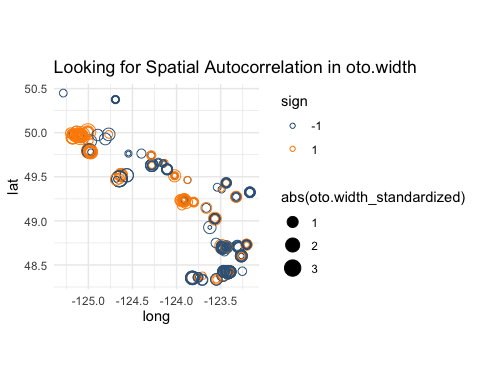 Looking for Spatial Autocorrelation in oto.width
50.5
50.0
49.5
49.0
48.5
lat
-125.0
-124.5
-124.0
-123.5
long
sign
-1
1
abs(oto.width_standardized)
1
2
3